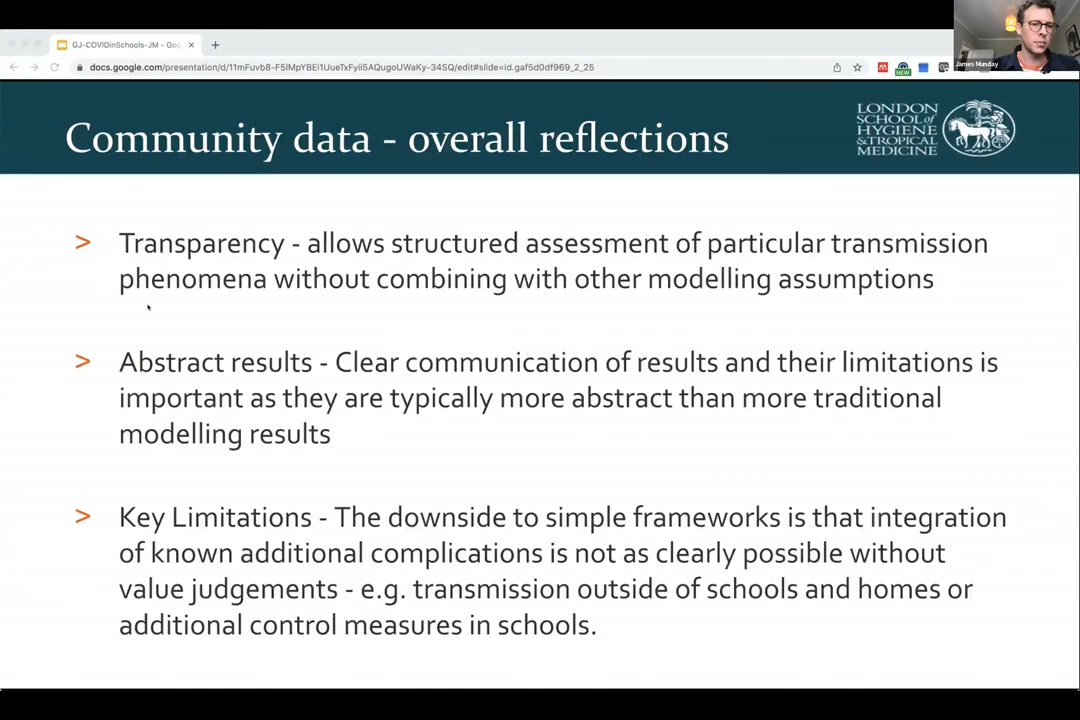 GJ-COVIDinSchools-JM - Goo
docs.google.com/presentation/d/11mFuvb8-F5lMpYBEi1UueTxFyii5AQugoUWaKy-34SQ/edit#slide=id.gaf5d0df969_2_25
NEW
James Munday
Community data - overall reflections
LONDON
SCHOOL of
HYGIENE
& TROPICAL
MEDICINE
> Transparency - allows structured assessment of particular transmission
phenomena without combining with other modelling assumptions
> Abstract results - Clear communication of results and their limitations is
important as they are typically more abstract than more traditional
modelling results
> Key Limitations - The downside to simple frameworks is that integration
of known additional complications is not as clearly possible without
value judgements - e.g. transmission outside of schools and homes or
additional control measures in schools.